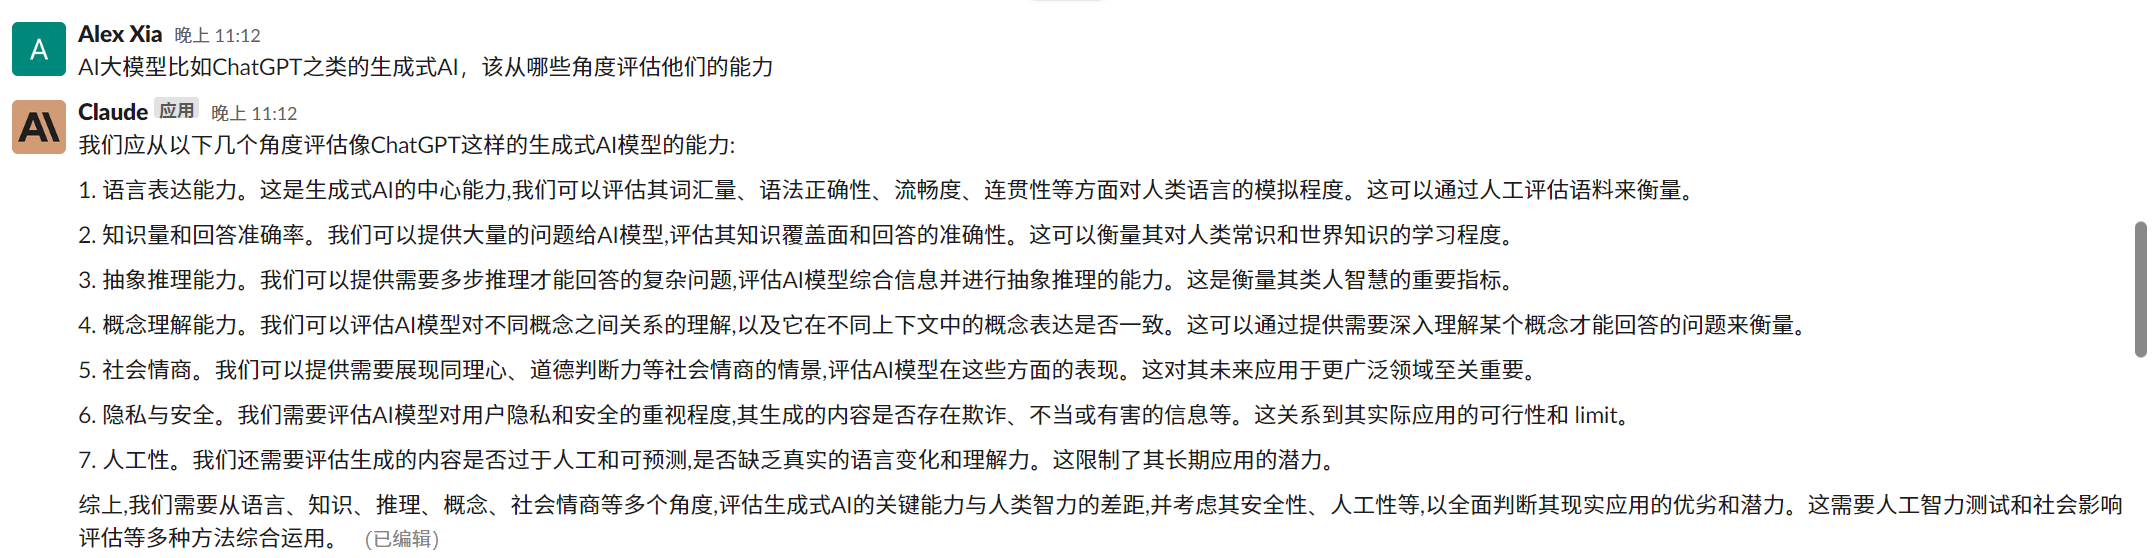 A
Alex Xia 晚上 11:12
AI大模型比如ChatGPT之类的生成式AI，该从哪些角度评估他们的能力
Claude 应用 晚上 11:12
我们应从以下几个角度评估像ChatGPT这样的生成式AI模型的能力:
1. 语言表达能力。这是生成式AI的中心能力,我们可以评估其词汇量、语法正确性、流畅度、连贯性等方面对人类语言的模拟程度。这可以通过人工评估语料来衡量。
2. 知识量和回答准确率。我们可以提供大量的问题给AI模型,评估其知识覆盖面和回答的准确性。这可以衡量其对人类常识和世界知识的学习程度。
3. 抽象推理能力。我们可以提供需要多步推理才能回答的复杂问题,评估AI模型综合信息并进行抽象推理的能力。这是衡量其类人智慧的重要指标。
4. 概念理解能力。我们可以评估AI模型对不同概念之间关系的理解,以及它在不同上下文中的概念表达是否一致。这可以通过提供需要深入理解某个概念才能回答的问题来衡量。
5. 社会情商。我们可以提供需要展现同理心、道德判断力等社会情商的情景,评估AI模型在这些方面的表现。这对其未来应用于更广泛领域至关重要。
6. 隐私与安全。我们需要评估AI模型对用户隐私和安全的重视程度,其生成的内容是否存在欺诈、不当或有害的信息等。这关系到其实际应用的可行性和 limit。
7. 人工性。我们还需要评估生成的内容是否过于人工和可预测,是否缺乏真实的语言变化和理解力。这限制了其长期应用的潜力。
综上,我们需要从语言、知识、推理、概念、社会情商等多个角度,评估生成式AI的关键能力与人类智力的差距,并考虑其安全性、人工性等,以全面判断其现实应用的优劣和潜力。这需要人工智力测试和社会影响
评估等多种方法综合运用。 (已编辑)